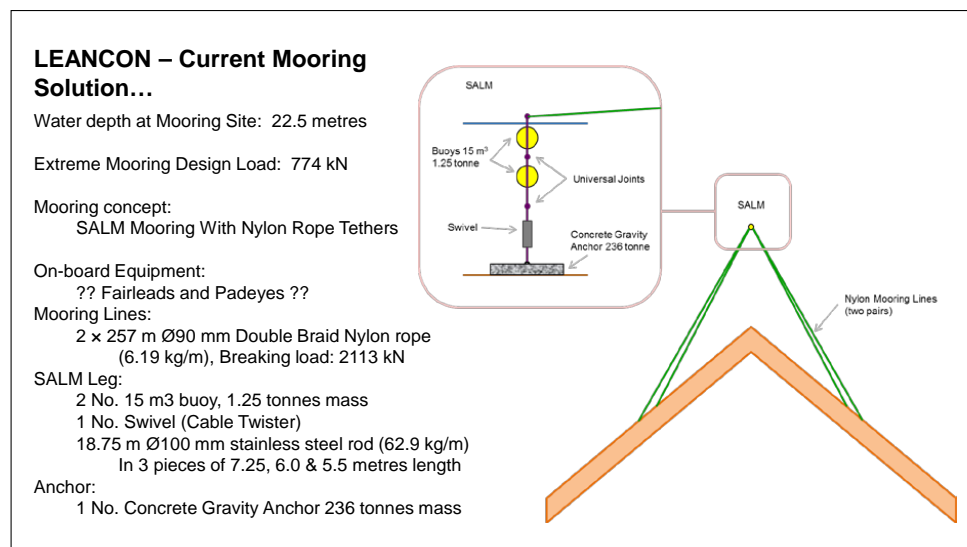 LEANCON – Current Mooring
Solution…
Water depth at Mooring Site:  22.5 metres
Extreme Mooring Design Load:  774 kN
Mooring concept:
SALM Mooring With Nylon Rope Tethers
On-board Equipment:
?? Fairleads and Padeyes ??
Mooring Lines:
2 × 257 m Ø90 mm Double Braid Nylon rope
(6.19 kg/m), Breaking load: 2113 kN
SALM Leg:
2 No. 15 m3 buoy, 1.25 tonnes mass
1 No. Swivel (Cable Twister)
18.75 m Ø100 mm stainless steel rod (62.9 kg/m)
In 3 pieces of 7.25, 6.0 & 5.5 metres length
Anchor:
1 No. Concrete Gravity Anchor 236 tonnes mass
SALM
Buoys 15 m³
1.25 tonne
Universal Joints
Swivel
Concrete Gravity
Anchor 236 tonne
SALM
Nylon Mooring Lines
(two pairs)